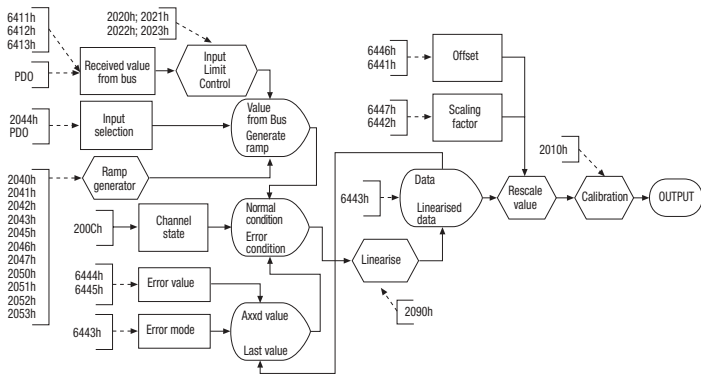 6411h
6412h
6413h
PDO
Received value
from bus
2020h; 2021h
2022h; 2023h
Input
Limit
Control
2044h
PDO
Input
selection
Value
from Bus
Generate
ramp
2040h
2041h
2042h
2043h
2045h
2046h
2047h
2050h
2051h
2052h
2053h
Ramp
generator
200Ch
Channel
state
Normal
condition
Error
condition
6444h
6445h
Error value
6443h
Error mode
Axxd value
Last value
Linearise
2090h
6446h
6441h
Offset
6447h
6442h
Scaling
factor
6443h
Data
Linearised
data
Rescale
value
2010h
Calibration
OUTPUT